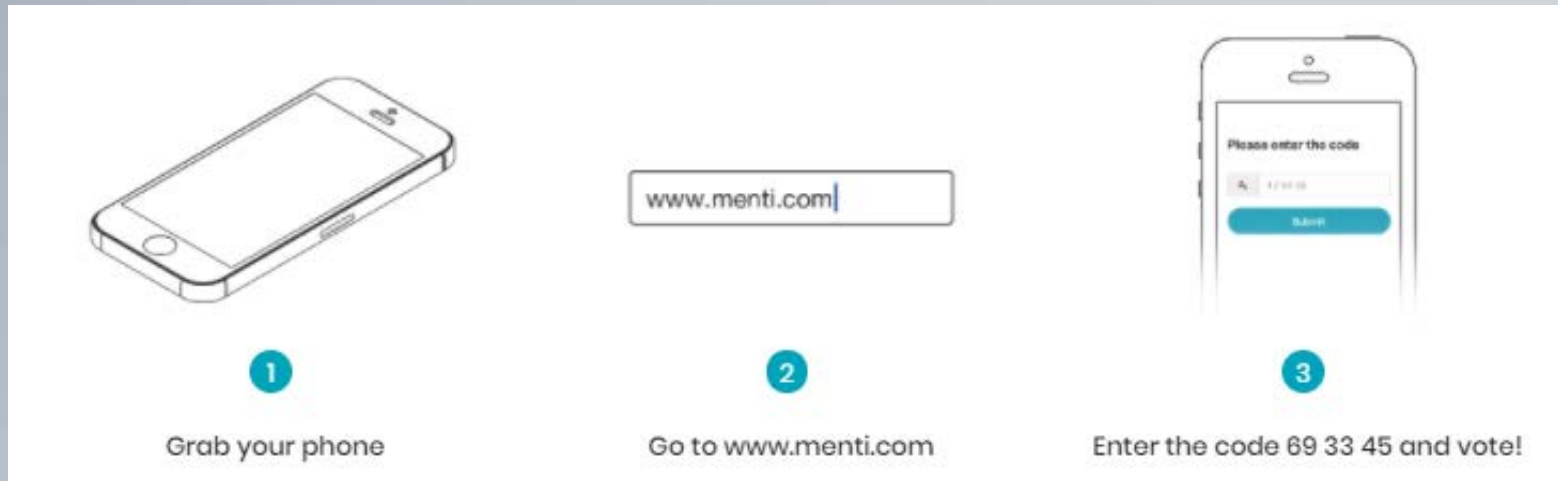 www.menti.com
Please enter the code
Submit
1
2
3
Grab your phone
Go to www.menti.com
Enter the code 69 33 45 and vote!